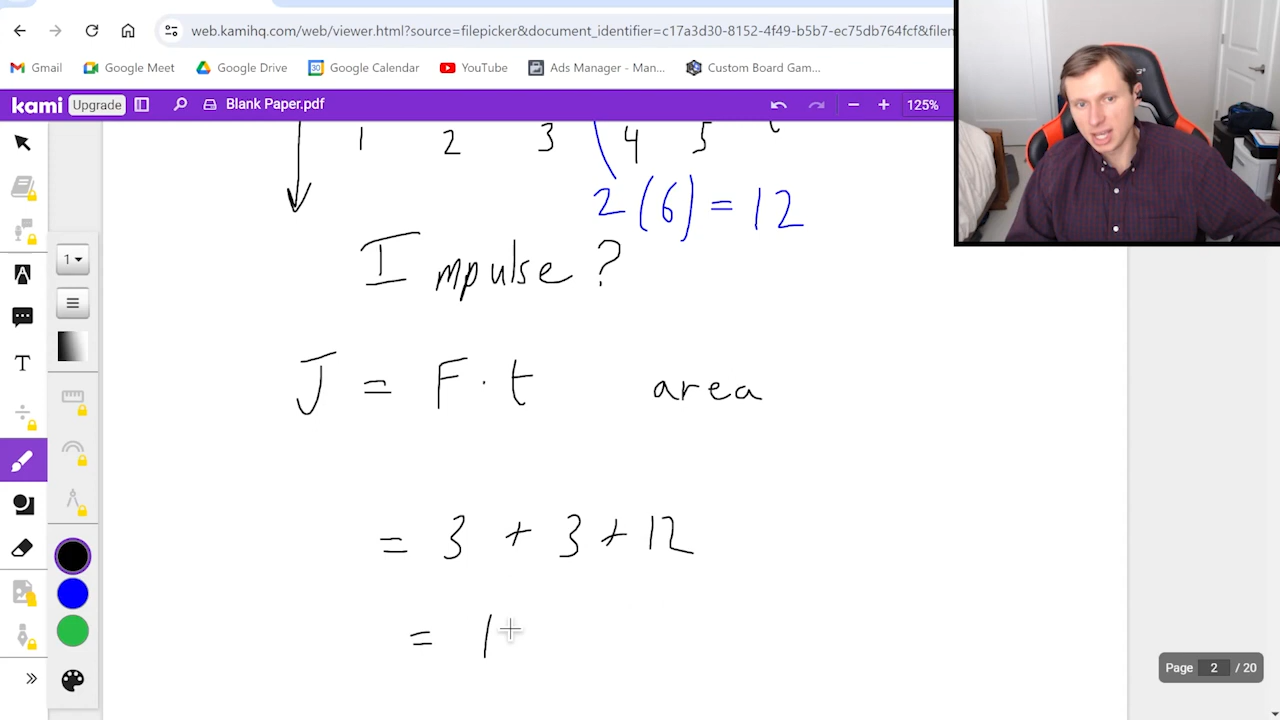 web.kamihq.com/web/viewer.html?source=filepicker&document_identifier=c17a3d30-8152-4f49-b5b7-ec75db764fcf&filen
Gmail Google Meet Google Drive 30 Google Calendar YouTube Ads Manager - Man... Custom Board Gam...
kami Upgrade Blank Paper.pdf 125%
1 2 3 4 5
2 (6) = 12
Impulse?
1
J = F · t area
T
= 3 + 3 + 12
= 1
Page 2 / 20